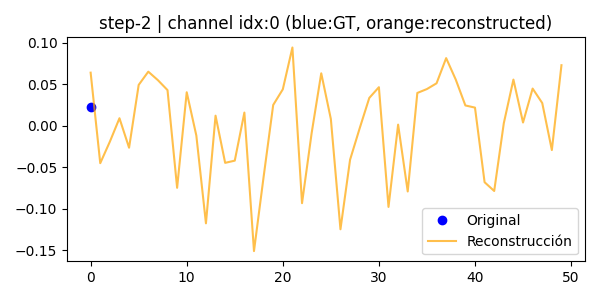 step-2 | channel idx:0 (blue:GT, orange:reconstructed)
0.10
0.05
0.00
−0.05
−0.10
−0.15
Original
Reconstrucción
0 10 20 30 40 50